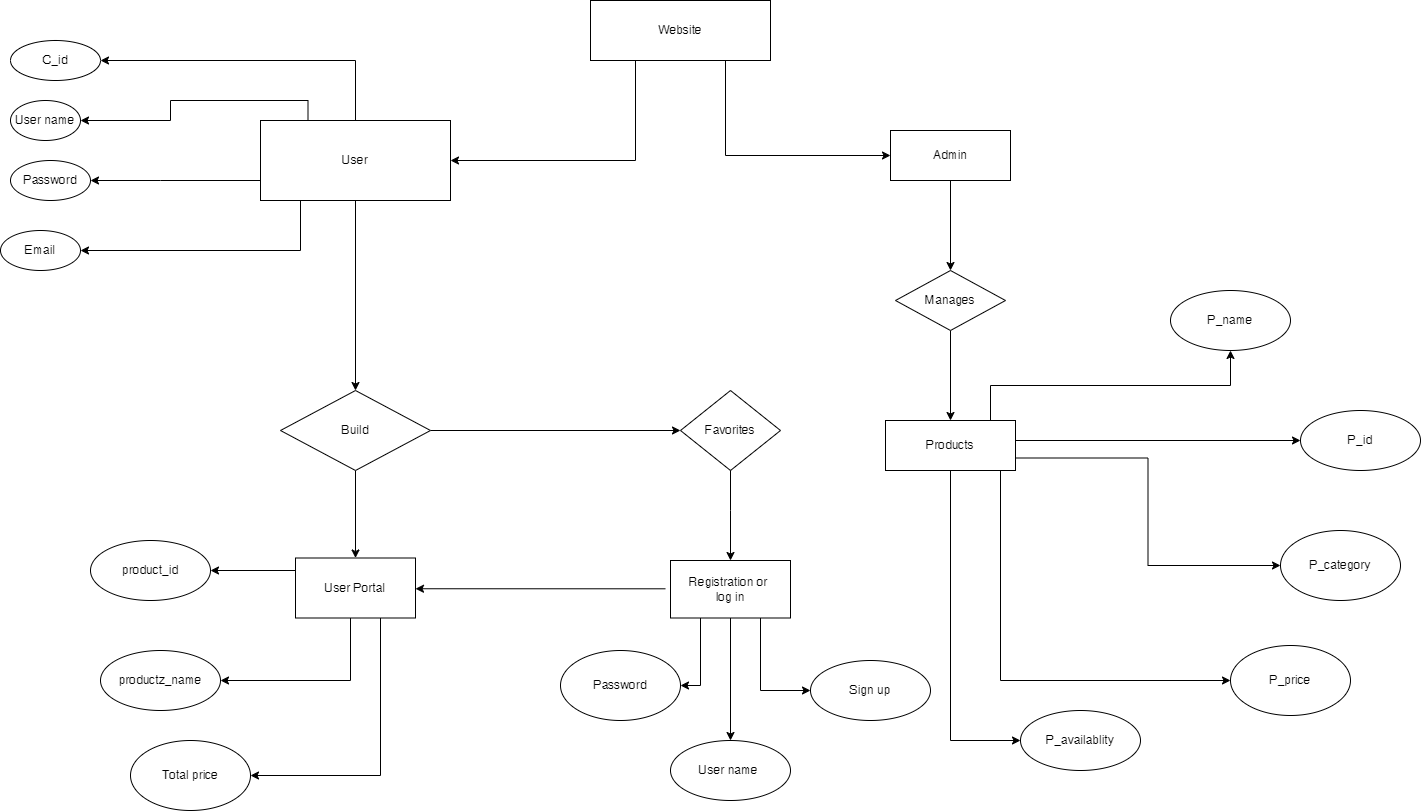 Website
C_id
User name
User
Password
Email
Admin
Manages
P_name
Build
Favorites
Products
P_id
product_id
User Portal
Registration or
log in
P_category
productz_name
Password
Sign up
P_price
Total price
User name
P_availablity